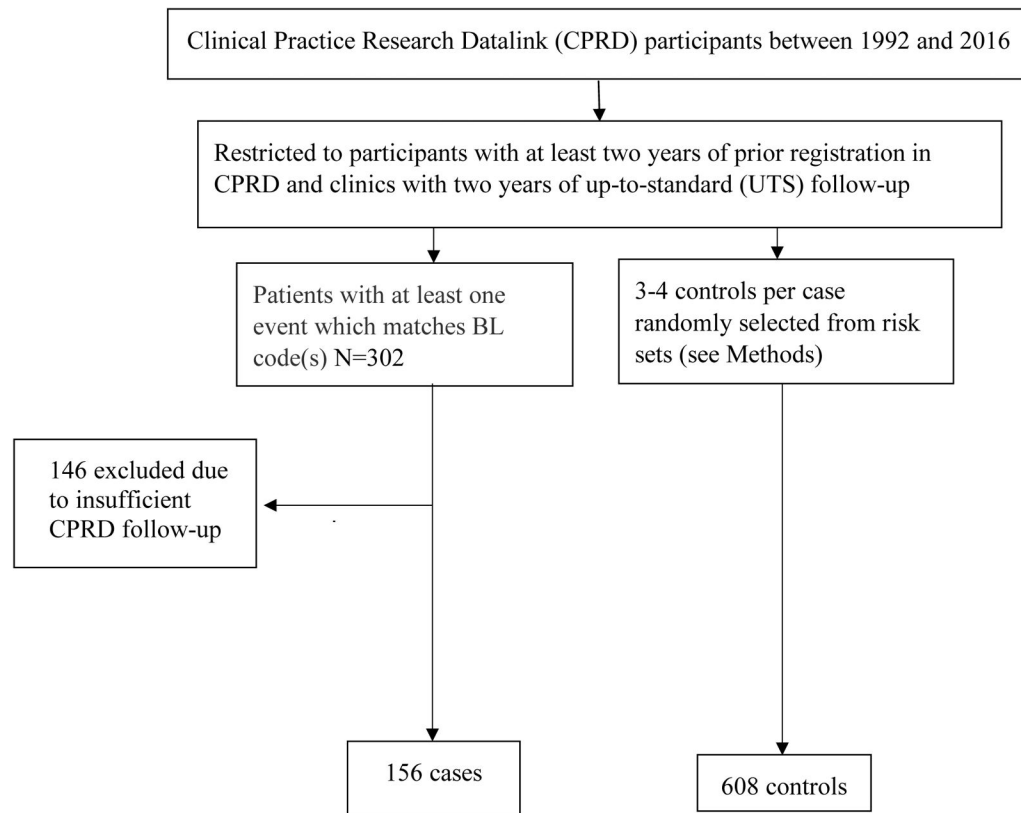 Clinical Practice Research Datalink (CPRD) participants between 1992 and 2016
Restricted to participants with at least two years of prior registration in
CPRD and clinics with two years of up-to-standard (UTS) follow-up
Patients with at least one
event which matches BL
code(s) N=302
3-4 controls per case
randomly selected from risk
sets (see Methods)
146 excluded due
to insufficient
CPRD follow-up
156 cases
608 controls